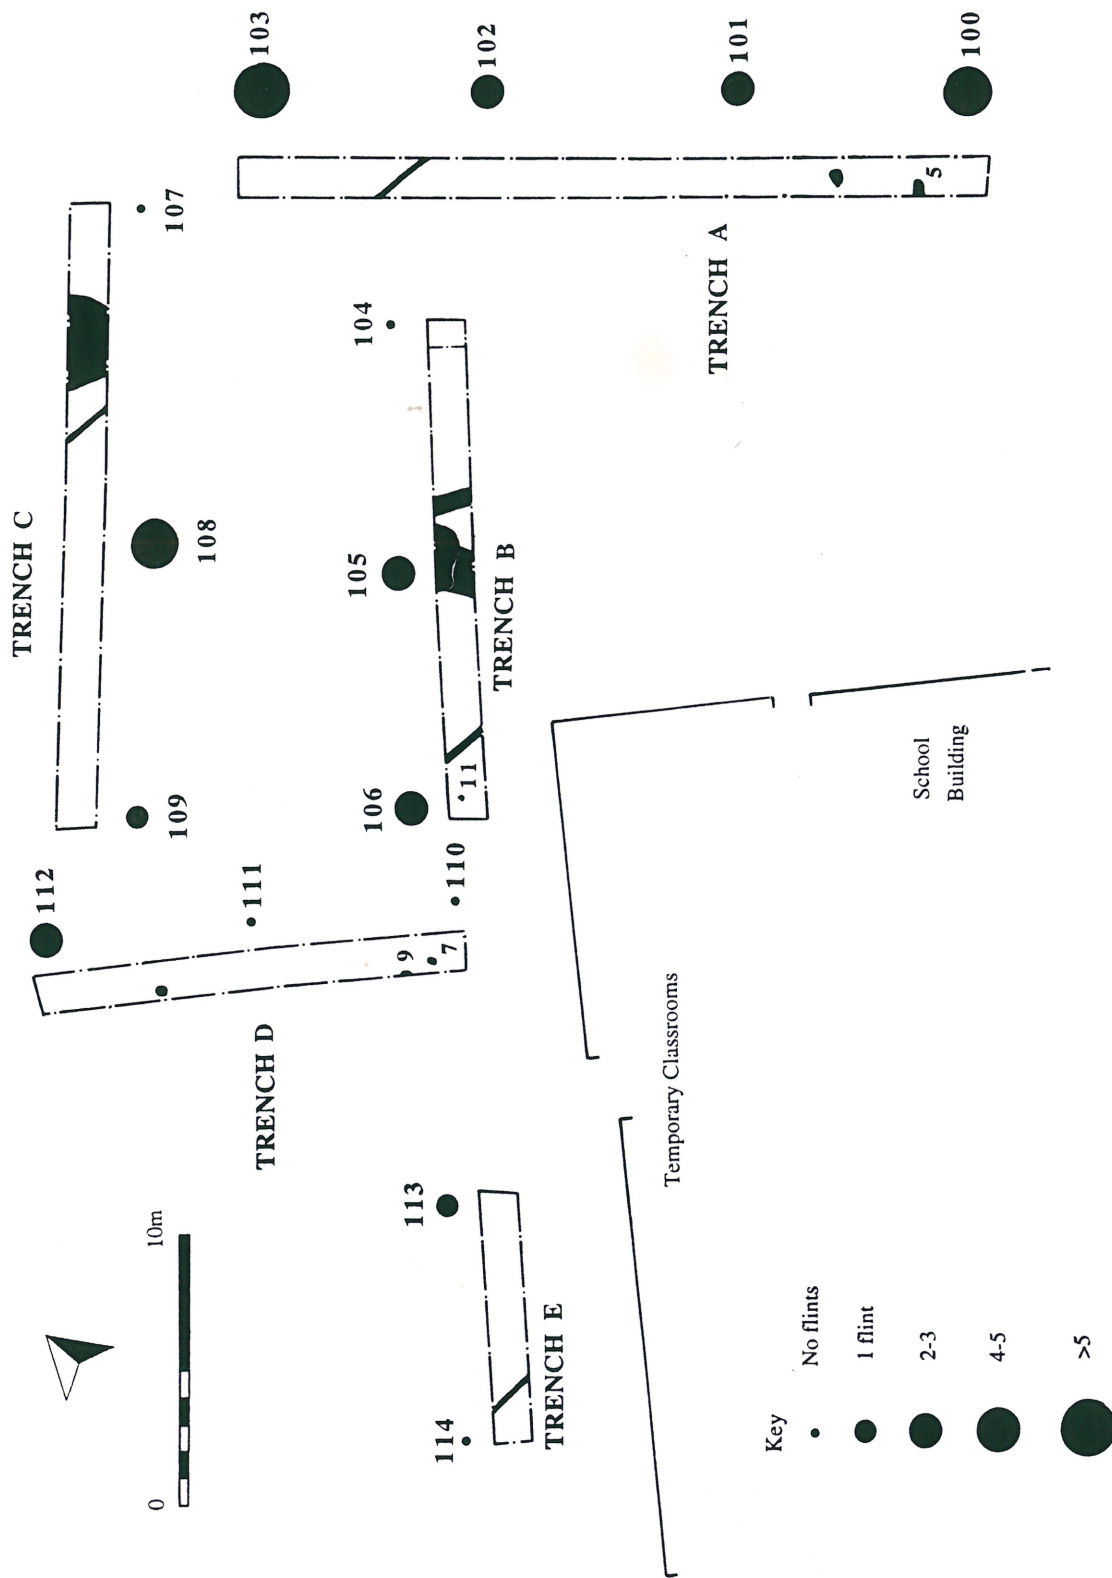 TRENCH C
107
103
108
109
102
104
105
106
TRENCH B
11
101
100
5
TRENCH A
112
111
110
9
7
TRENCH D
113
114
TRENCH E
0
10m
School
Building
Temporary Classrooms
Key
No flints
1 flint
2-3
4-5
>5